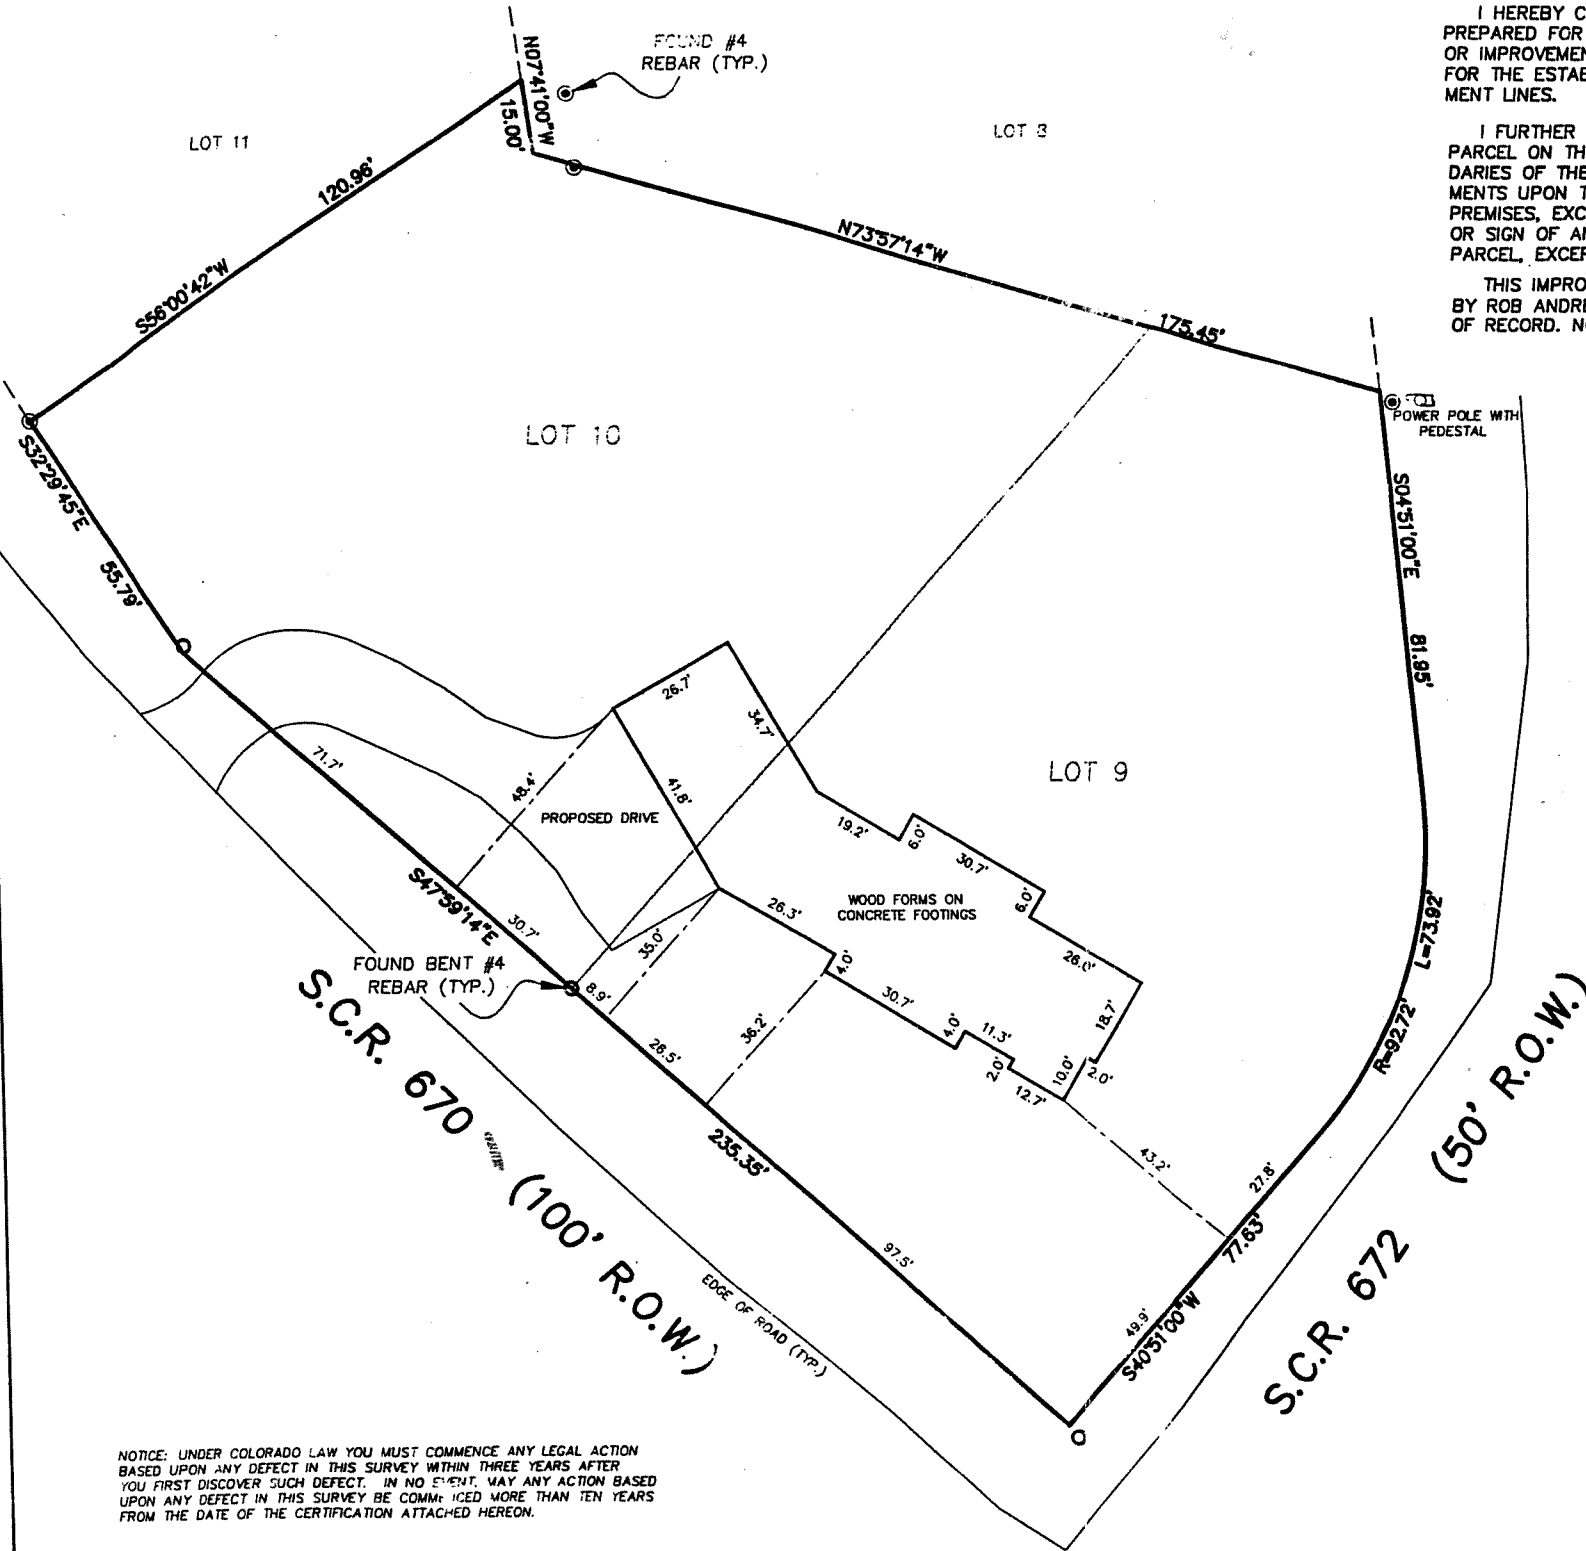 I HEREBY C
PREPARED FOR
OR IMPROVEMEN
FOR THE ESTAB
MENT LINES.
I FURTHER
PARCEL ON TH
DARIES OF THE
MENTS UPON T
PREMISES, EXC
OR SIGN OF AN
PARCEL, EXCEP
THIS IMPRO
BY ROB ANDRE
OF RECORD. NO
FOUND #4
REBAR (TYP.)
N07°41'00"W
15.00'
LOT 11
LOT 8
120.96'
S56°00'42"W
N73°57'14"W
175.45'
POWER POLE WITH
PEDESTAL
LOT 10
S32°29'45"E
55.79'
S04°51'00"E
81.95'
26.7'
34.7'
LOT 9
71.7'
48.4'
41.8'
PROPOSED DRIVE
19.2'
6.0'
30.7'
6.0'
WOOD FORMS ON
CONCRETE FOOTINGS
26.3'
26.0'
S47°59'14"E
30.7'
35.0'
L=73.92'
R=92.72'
FOUND BENT #4
REBAR (TYP.)
8.9'
4.0'
30.7'
4.0'
11.3'
18.7'
36.2'
26.5'
2.0'
10.0'
2.0'
12.7'
S.C.R. 670
(100' R.O.W.)
235.35'
43.2'
27.8'
77.63'
(50' R.O.W.)
97.5'
EDGE OF ROAD (TYP.)
49.9'
S40°51'00"W
S.C.R. 672
NOTICE: UNDER COLORADO LAW YOU MUST COMMENCE ANY LEGAL ACTION
BASED UPON ANY DEFECT IN THIS SURVEY WITHIN THREE YEARS AFTER
YOU FIRST DISCOVER SUCH DEFECT. IN NO EVENT, MAY ANY ACTION BASED
UPON ANY DEFECT IN THIS SURVEY BE COMMENCED MORE THAN TEN YEARS
FROM THE DATE OF THE CERTIFICATION ATTACHED HEREON.